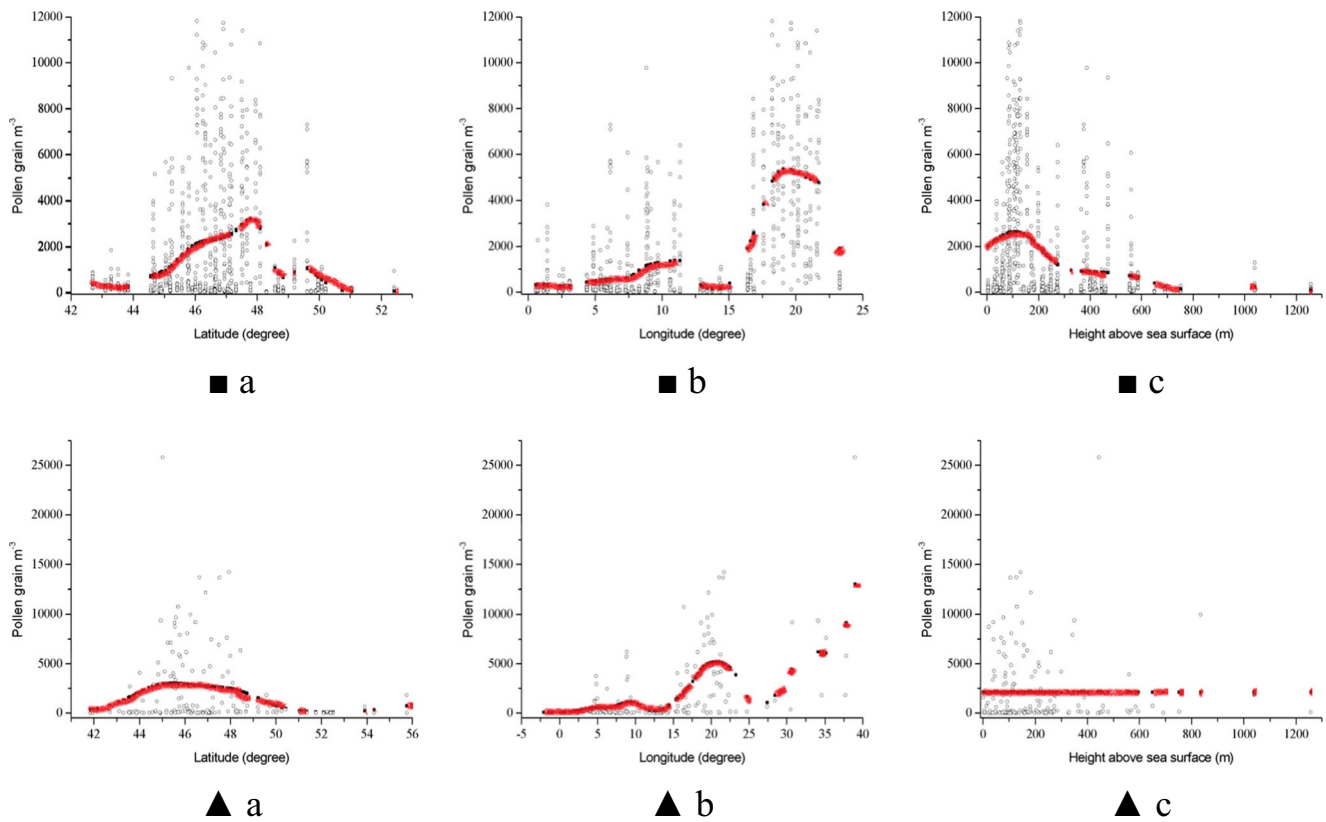 12000
10000
8000
6000
4000
2000
0
Pollen grain m⁻³
42 44 46 48 50 52
Latitude (degree)
■ a
12000
10000
8000
6000
4000
2000
0
Pollen grain m⁻³
0 5 10 15 20 25
Longitude (degree)
■ b
12000
10000
8000
6000
4000
2000
0
Pollen grain m⁻³
0 200 400 600 800 1000 1200
Height above sea surface (m)
■ c
25000
20000
15000
10000
5000
0
Pollen grain m⁻³
42 44 46 48 50 52 54 56
Latitude (degree)
▲ a
25000
20000
15000
10000
5000
0
Pollen grain m⁻³
-5 0 5 10 15 20 25 30 35 40
Longitude (degree)
▲ b
25000
20000
15000
10000
5000
0
Pollen grain m⁻³
0 200 400 600 800 1000 1200
Height above sea surface (m)
▲ c